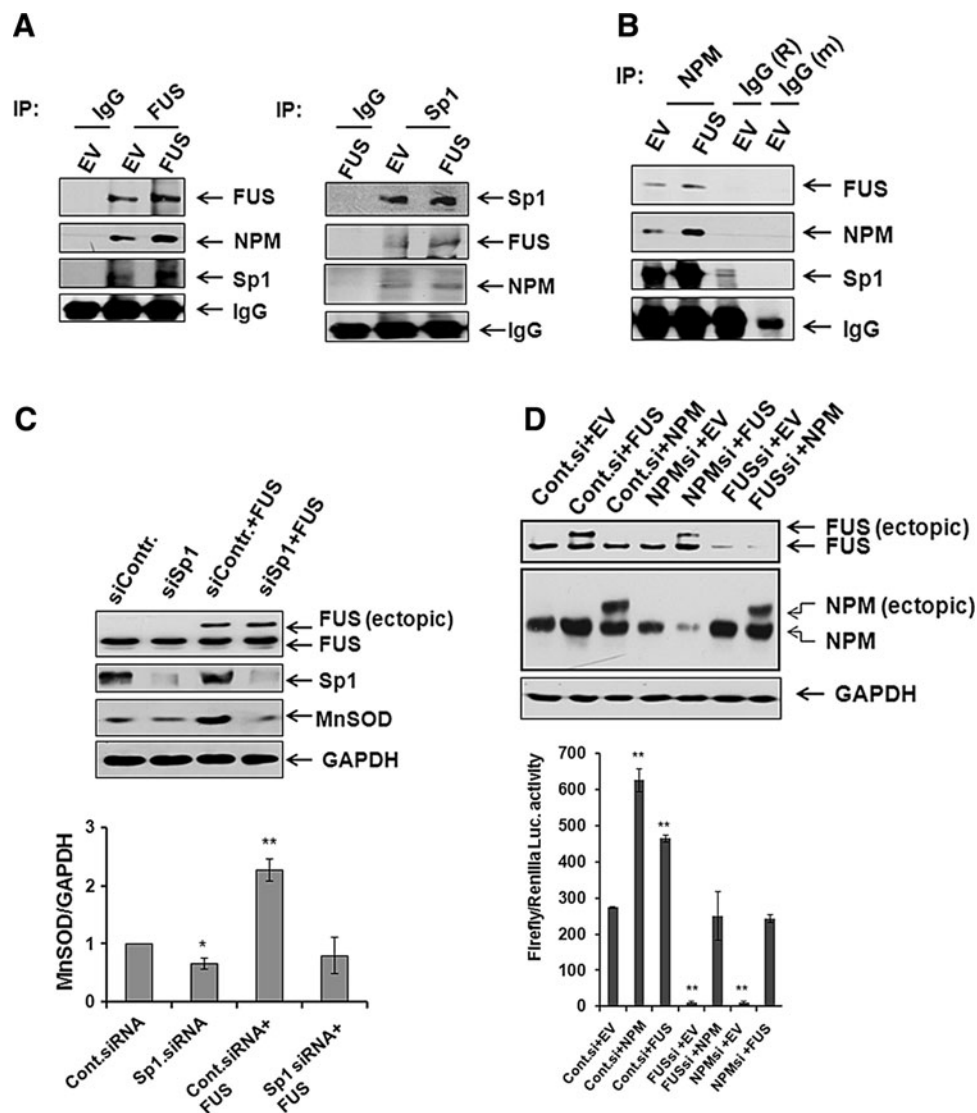 A
IP:
IgG
FUS
EV
EV
FUS
FUS
NPM
Sp1
IgG
IP:
IgG
Sp1
FUS
EV
FUS
Sp1
FUS
NPM
IgG
B
IP:
NPM
IgG (R)
IgG (m)
EV
FUS
EV
EV
FUS
NPM
Sp1
IgG
C
siContr.
siSp1
siContr.+FUS
siSp1+FUS
FUS (ectopic)
FUS
Sp1
MnSOD
GAPDH
MnSOD/GAPDH
3
2
1
0
*
**
Cont.siRNA
Sp1.siRNA
Cont.siRNA+
FUS
Sp1 siRNA+
FUS
D
Cont.si+EV
Cont.si+FUS
Cont.si+NPM
NPMsi+EV
NPMsi+FUS
FUSsi+EV
FUSsi+NPM
FUS (ectopic)
FUS
NPM (ectopic)
NPM
GAPDH
Firefly/Renilla Luc. activity
700
600
500
400
300
200
100
0
**
**
**
**
Cont.si+EV
Cont.si+NPM
Cont.si+FUS
FUSsi+EV
FUSsi+NPM
NPMsi+EV
NPMsi+FUS